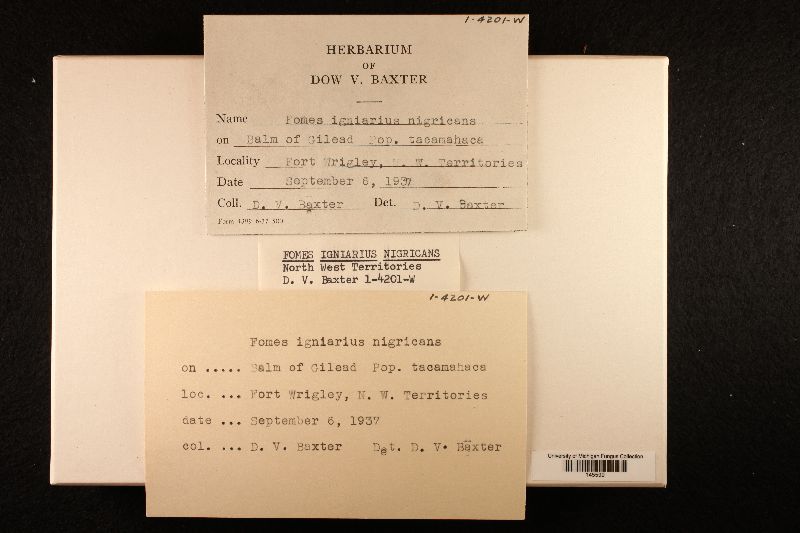 1-4201-W
HERBARIUM
OF
DOW V. BAXTER
Name Fomes igniarius nigricans
on Balm of Gilead Pop. tacamahaca
Locality Fort Wrigley, N. W. Territories
Date September 6, 1937
Coll. D. V. Baxter Det. D. V. Baxter
Form
FOMES IGNIARIUS NIGRICANS
North West Territories
D. V. Baxter 1-4201-W
1-4201-W
Fomes igniarius nigricans
on ..... Balm of Gilead Pop. tacamahaca
loc. ... Fort Wrigley, N. W. Territories
date ... September 6, 1937
col. ... D. V. Baxter Det. D. V. Baxter
University of Michigan Fungus Collection